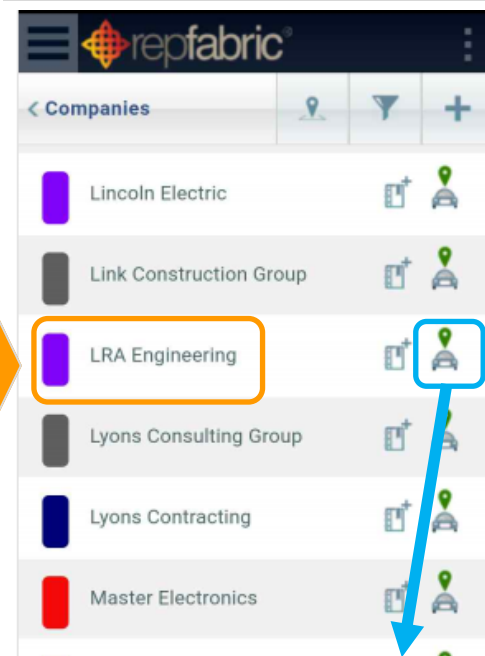 repfabric®
< Companies
Lincoln Electric
Link Construction Group
LRA Engineering
Lyons Consulting Group
Lyons Contracting
Master Electronics